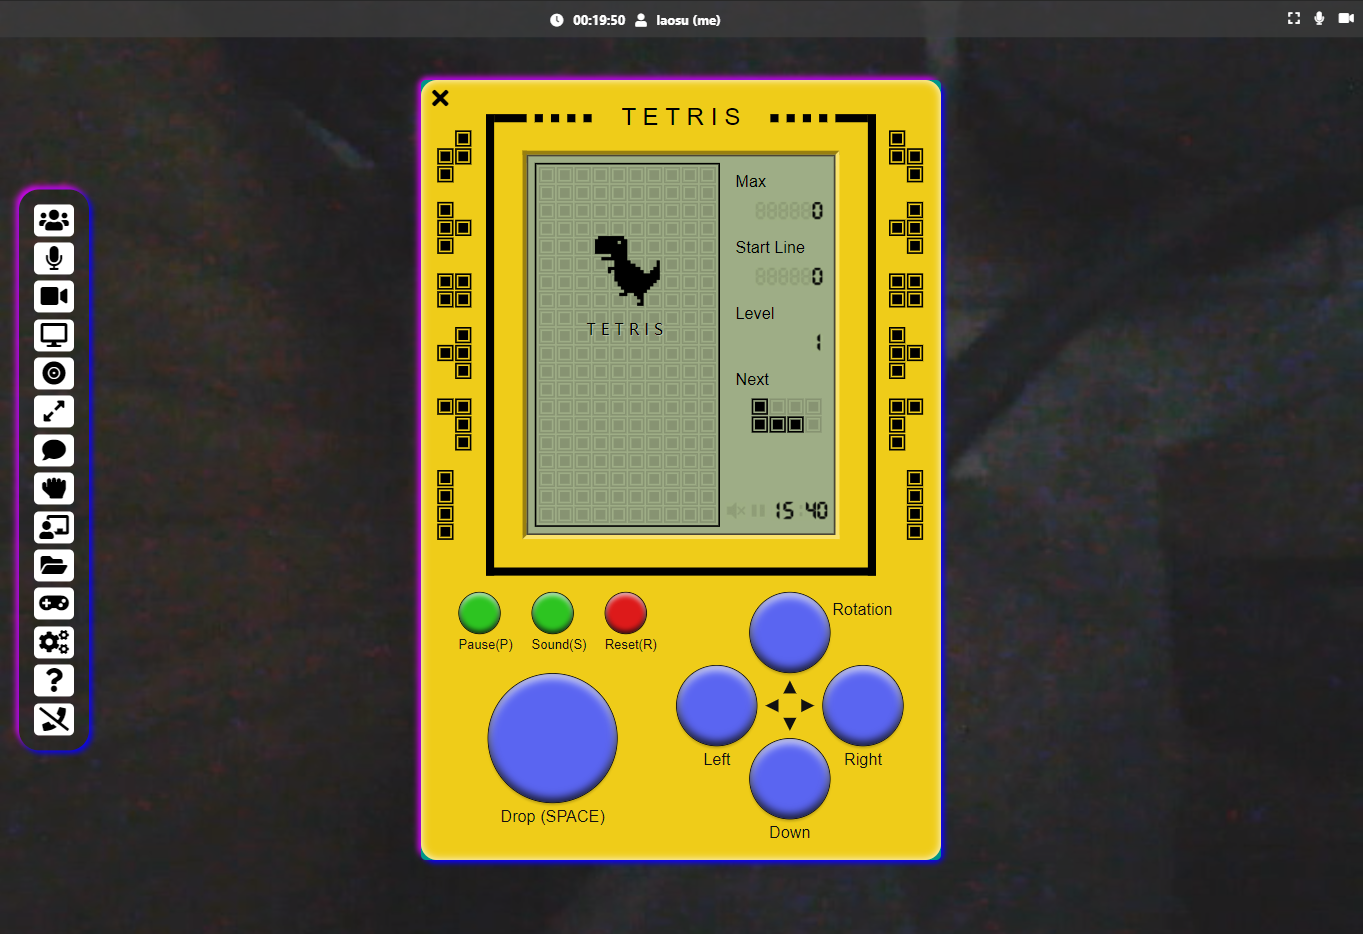 00:19:50 laosu (me)
TETRIS
Max
0
Start Line
0
TETRIS
Level
1
Next
15:40
Pause(P) Sound(S) Reset(R)
Rotation
Left
Right
Drop (SPACE)
Down